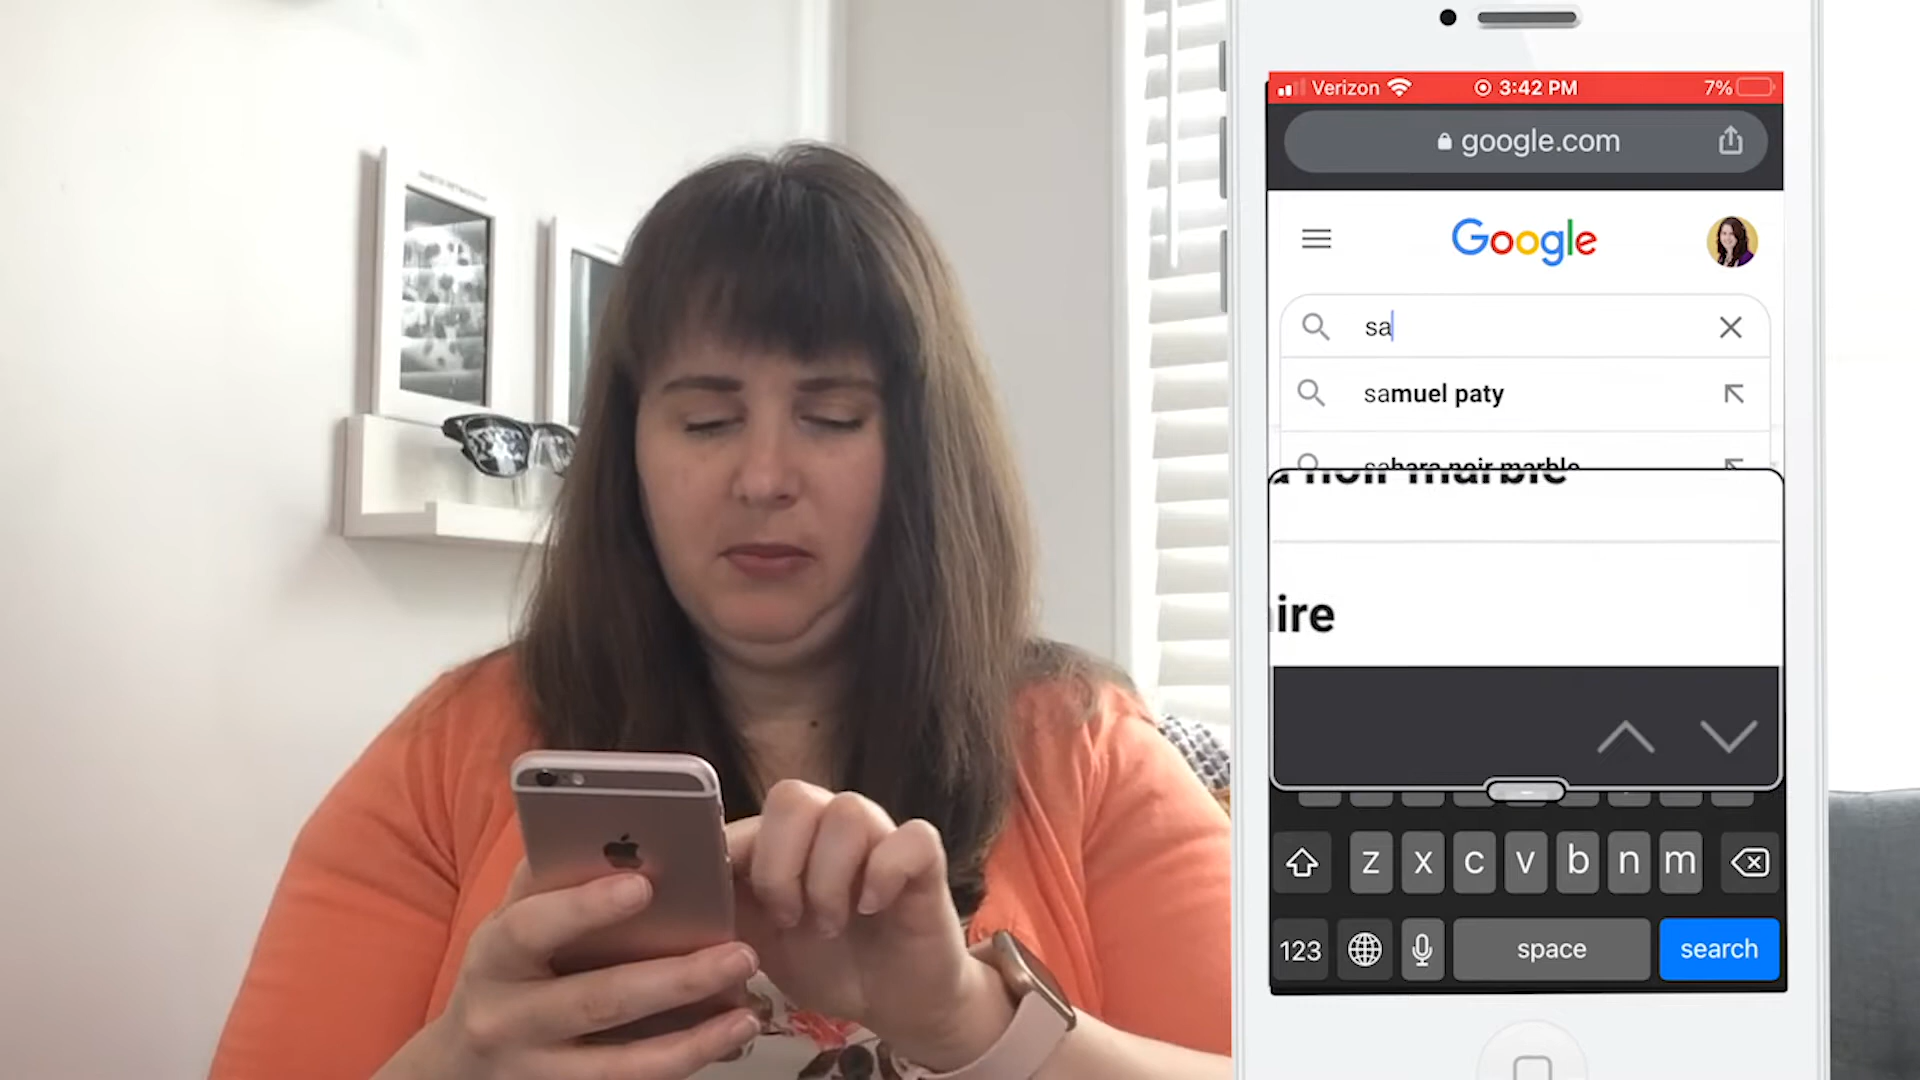 Verizon 3:42 PM 7%
google.com
Google
sa
samuel paty
sahara noir marble
noir marble
ire
z x c v b n m
123 space search